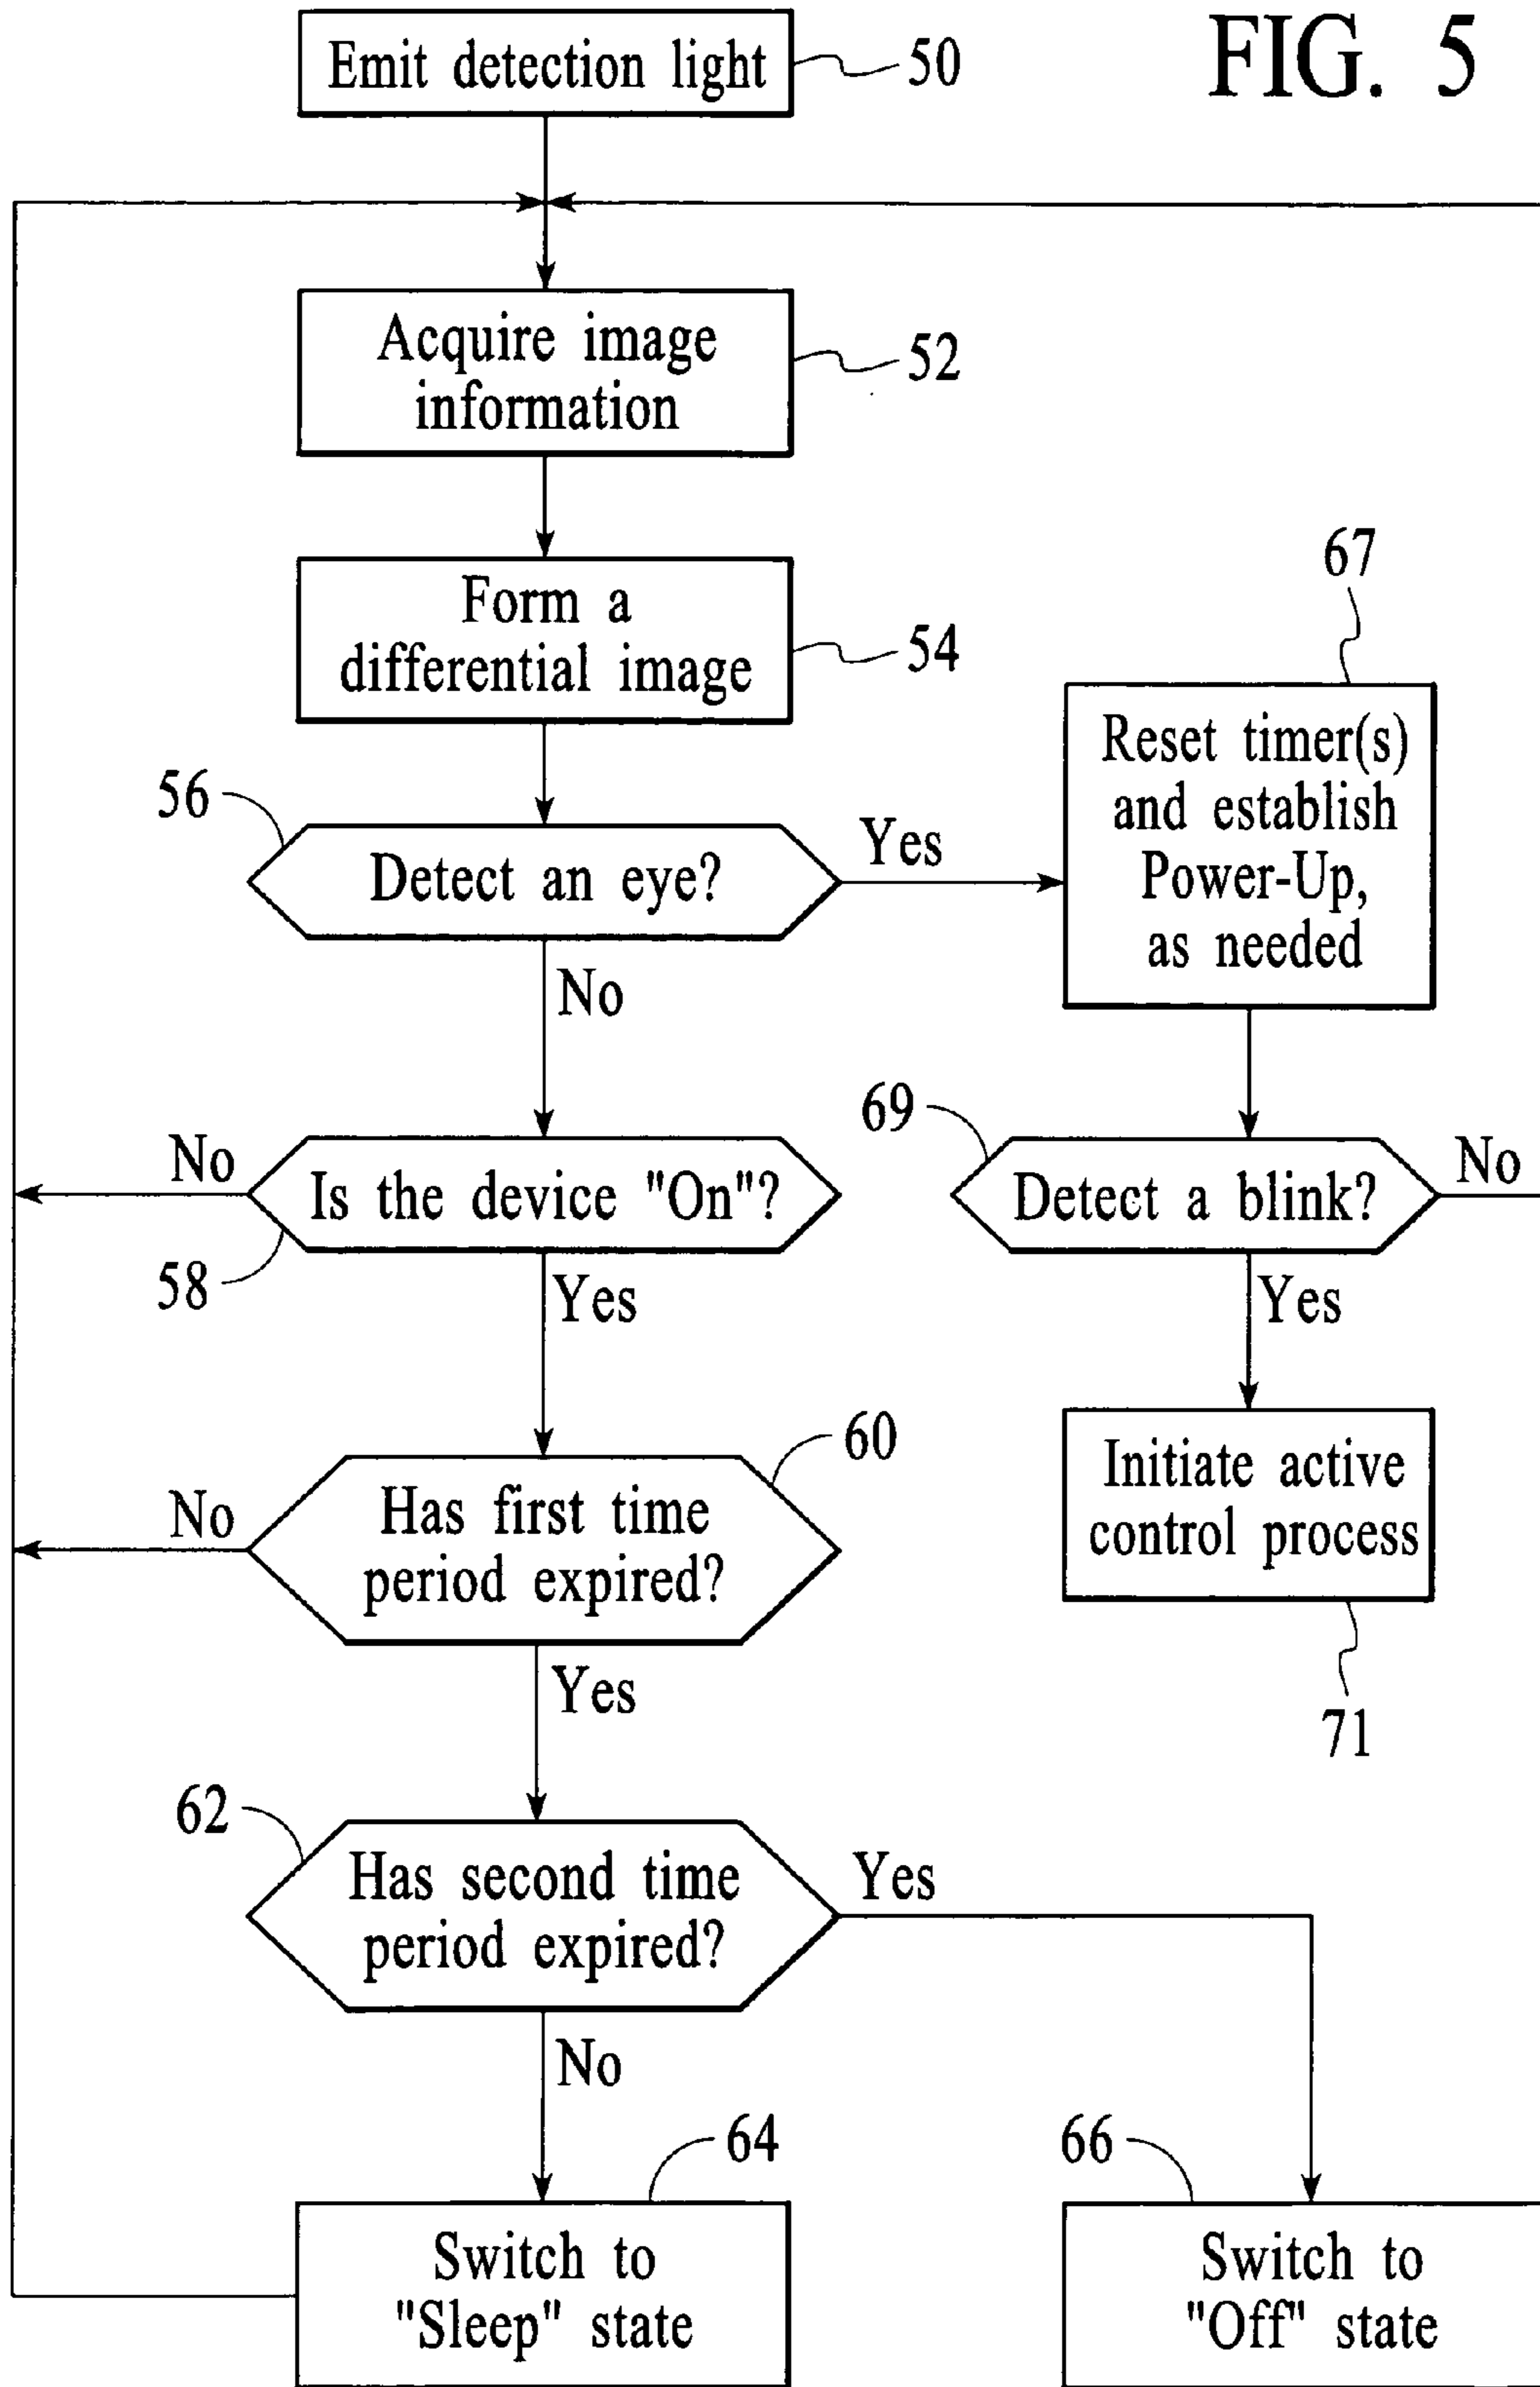 FIG. 5
Emit detection light
50
Acquire image
information
52
Form a
differential image
54
67
Reset timer(s)
and establish
Power-Up,
as needed
56
Detect an eye?
Yes
No
69
No
Is the device "On"?
58
Yes
Detect a blink?
No
Yes
60
No
Has first time
period expired?
Yes
Initiate active
control process
71
62
Has second time
period expired?
Yes
No
64
Switch to
"Sleep" state
66
Switch to
"Off" state